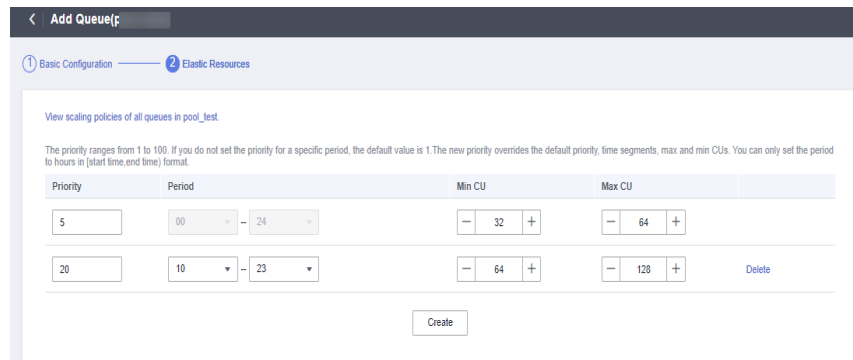 Add Queue(p
1 Basic Configuration 2 Elastic Resources
View scaling policies of all queues in pool_test.
The priority ranges from 1 to 100. If you do not set the priority for a specific period, the default value is 1.The new priority overrides the default priority, time segments, max and min CUs. You can only set the period
to hours in [start time,end time) format.
Priority Period Min CU Max CU
5 00 -- 24 − 32 + − 64 +
20 10 -- 23 − 64 + − 128 + Delete
Create